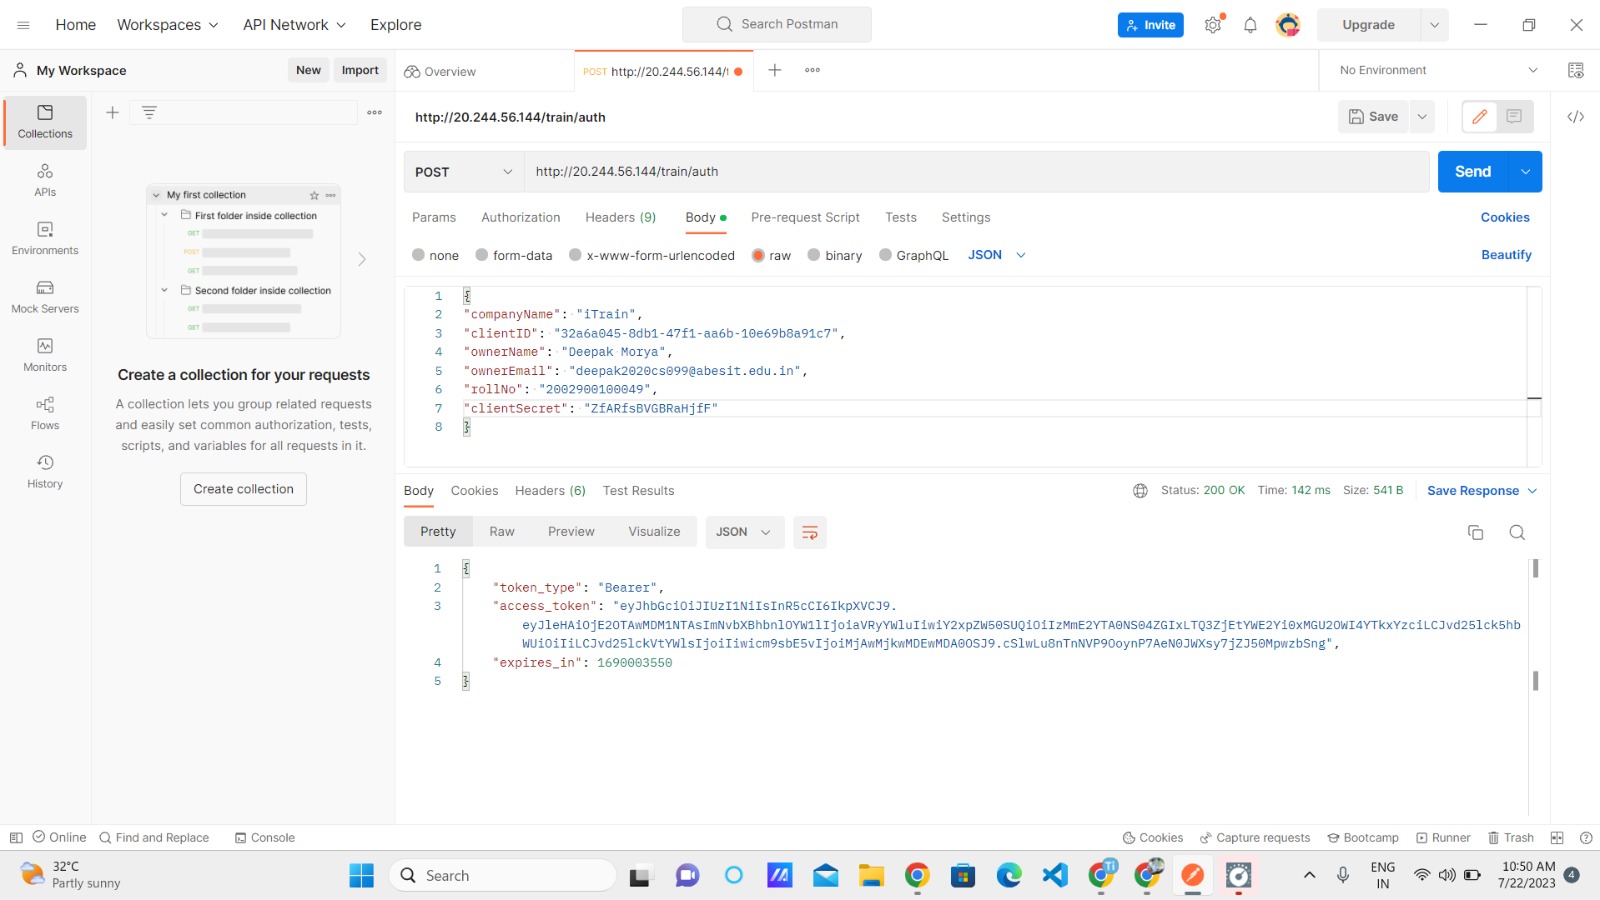 Home Workspaces API Network Explore Search Postman Invite Upgrade
My Workspace New Import Overview POST http://20.244.56.144/t No Environment
Collections
http://20.244.56.144/train/auth Save
APIs
POST http://20.244.56.144/train/auth Send
My first collection
First folder inside collection
GET
POST
GET
Second folder inside collection
GET
GET
Params Authorization Headers (9) Body Pre-request Script Tests Settings Cookies
Environments
none form-data x-www-form-urlencoded raw binary GraphQL JSON Beautify
Mock Servers
Monitors
Flows
History
Create a collection for your requests
A collection lets you group related requests
and easily set common authorization, tests,
scripts, and variables for all requests in it.
Create collection
1 {
2 "companyName": "iTrain",
3 "clientID": "32a6a045-8db1-47f1-aa6b-10e69b8a91c7",
4 "ownerName": "Deepak Morya",
5 "ownerEmail": "deepak2020cs099@abesit.edu.in",
6 "rollNo": "2002900100049",
7 "clientSecret": "ZfARfsBVGBRaHjfF"
8 }
Body Cookies Headers (6) Test Results Status: 200 OK Time: 142 ms Size: 541 B Save Response
Pretty Raw Preview Visualize JSON
1 {
2 "token_type": "Bearer",
3 "access_token": "eyJhbGciOiJIUzI1NiIsInR5cCI6IkpXVCJ9.
eyJleHAiOjE2OTAwMDM1NTAsImNvbXBhbnlOYW1lIjoiaVRyYWluIiwiY2xpZW50SUQiOiIzMmE2YTA0NS04ZGIxLTQ3ZjEtYWE2Yi0xMGU2OWI4YTkxYzciLCJvd25lck5hb
WUiOiIiLCJvd25lckVtYWlsIjoiIiwicm9sbE5vIjoiMjAwMjkwMDEwMDA0OSJ9.cSlwLu8nTnNVP9OoynP7AeN0JWXsy7jZJ50MpwzbSng",
4 "expires_in": 1690003550
5 }
Online Find and Replace Console Cookies Capture requests Bootcamp Runner Trash
32°C
Partly sunny
Search
Ti
ENG
IN
10:50 AM
7/22/2023
4